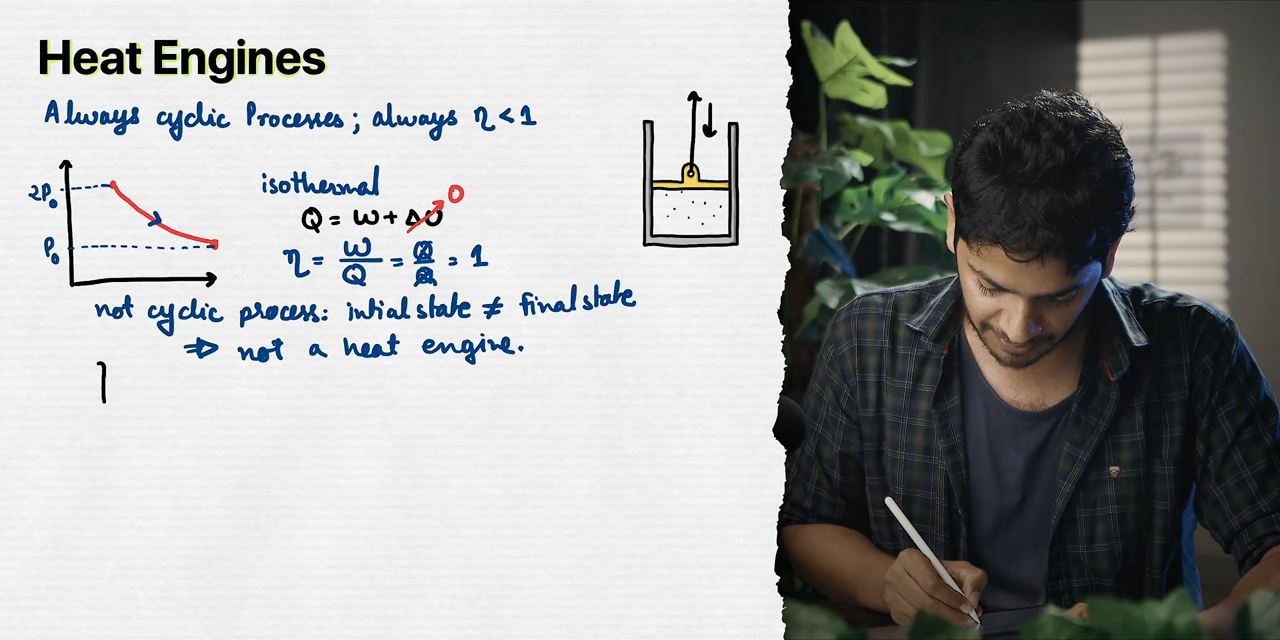 Heat Engines
Always cyclic Processes; always η < 1
2P₀
P₀
isothermal
Q = W + ΔU 0
η = W/Q = Q/Q = 1
not cyclic process: intial state ≠ final state
⇒ not a heat engine.